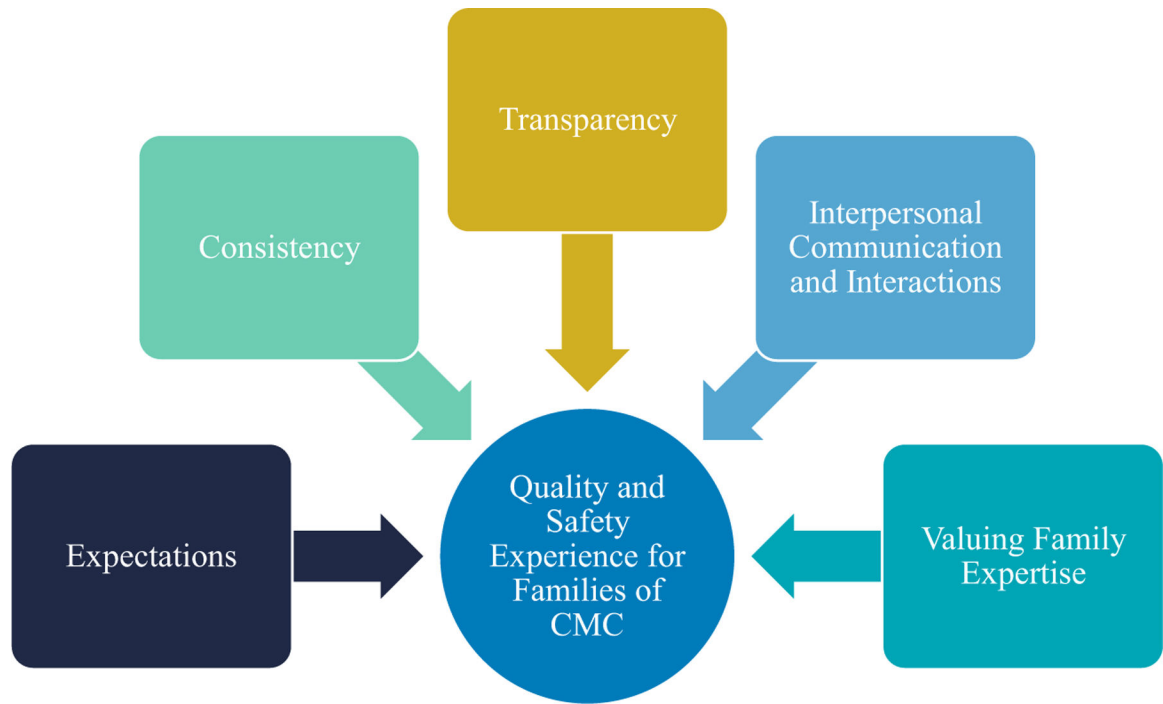 Transparency
Consistency
Interpersonal
Communication
and Interactions
Expectations
Quality and
Safety
Experience for
Families of
CMC
Valuing Family
Expertise